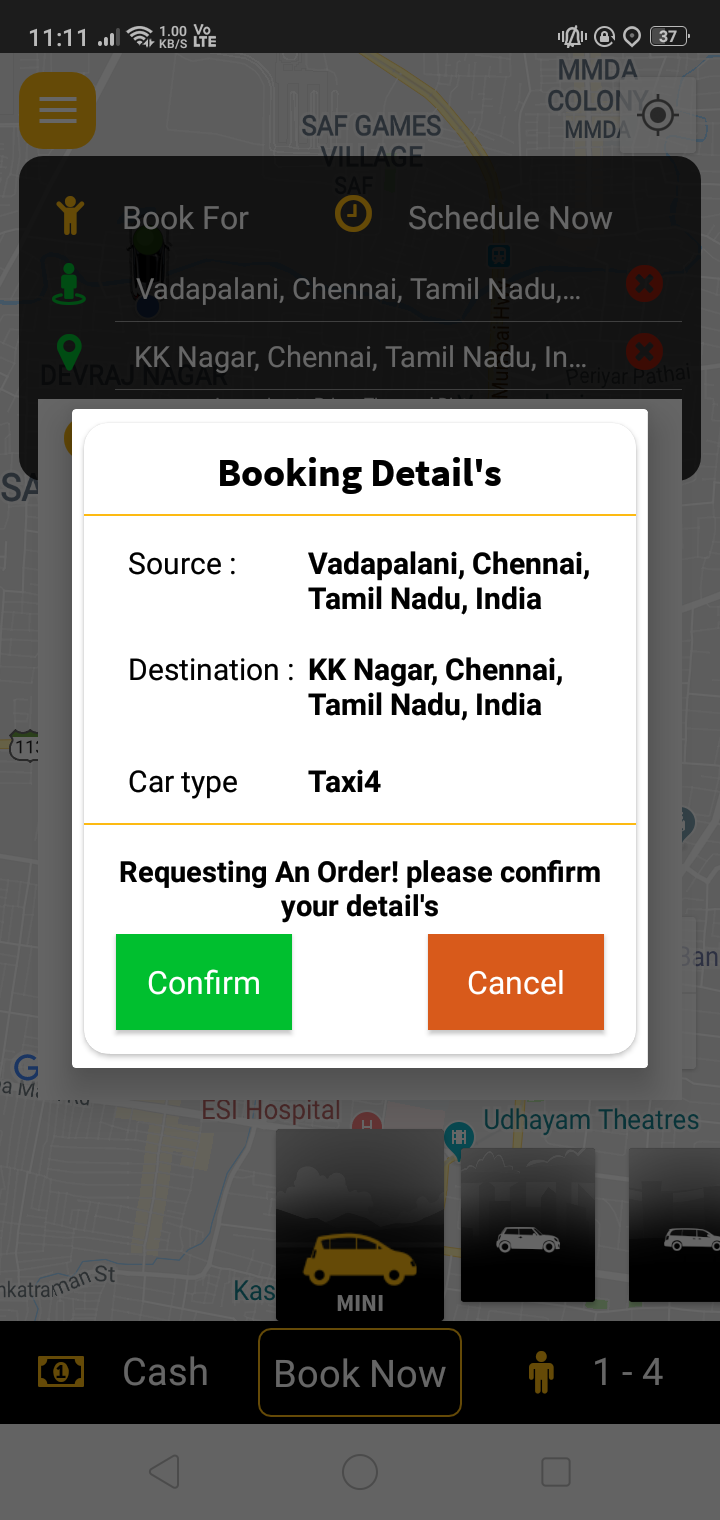 11:11 1.00 KB/S Vo LTE 37
MMDA
COLONY
MMDA
SAF GAMES
VILLAGE
SAF
Book For
Schedule Now
Vadapalani, Chennai, Tamil Nadu,...
KK Nagar, Chennai, Tamil Nadu, In...
DEVRAJ NAGAR
Periyar Pathai
SA
Booking Detail's
Source :
Vadapalani, Chennai,
Tamil Nadu, India
Destination :
KK Nagar, Chennai,
Tamil Nadu, India
113
Car type
Taxi4
Requesting An Order! please confirm
your detail's
Confirm
Cancel
G
ESI Hospital
H
Udhayam Theatres
nkatraman St
Kas
MINI
1
Cash
Book Now
1 - 4